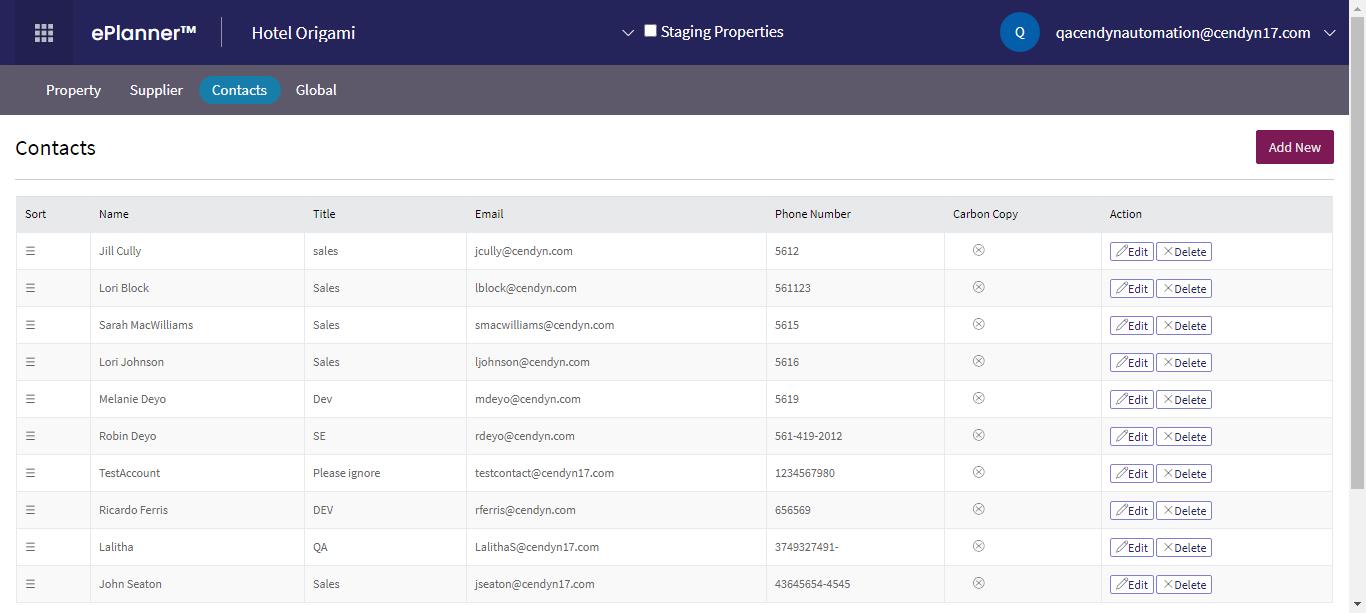 ePlanner™ Hotel Origami Staging Properties Q qacendynautomation@cendyn17.com
Property Supplier Contacts Global
Contacts Add New
Sort Name Title Email Phone Number Carbon Copy Action
Jill Cully sales jcully@cendyn.com 5612 Edit Delete
Lori Block Sales lblock@cendyn.com 561123 Edit Delete
Sarah MacWilliams Sales smacwilliams@cendyn.com 5615 Edit Delete
Lori Johnson Sales ljohnson@cendyn.com 5616 Edit Delete
Melanie Deyo Dev mdeyo@cendyn.com 5619 Edit Delete
Robin Deyo SE rdeyo@cendyn.com 561-419-2012 Edit Delete
TestAccount Please ignore testcontact@cendyn17.com 1234567980 Edit Delete
Ricardo Ferris DEV rferris@cendyn.com 656569 Edit Delete
Lalitha QA LalithaS@cendyn17.com 3749327491- Edit Delete
John Seaton Sales jseaton@cendyn17.com 43645654-4545 Edit Delete